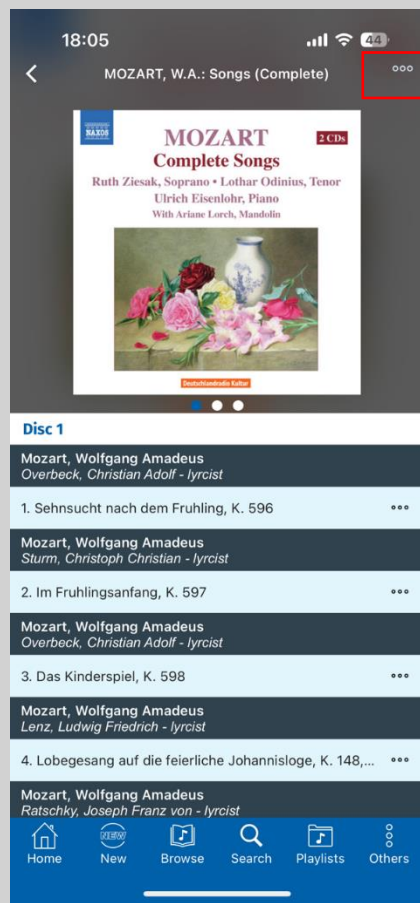 18:05
44
MOZART, W.A.: Songs (Complete)
NAXOS
MOZART
2 CDs
Complete Songs
Ruth Ziesak, Soprano • Lothar Odinius, Tenor
Ulrich Eisenlohr, Piano
With Ariane Lorch, Mandolin
Deutschlandradio Kultur
Disc 1
Mozart, Wolfgang Amadeus
Overbeck, Christian Adolf - lyrcist
1. Sehnsucht nach dem Fruhling, K. 596
Mozart, Wolfgang Amadeus
Sturm, Christoph Christian - lyrcist
2. Im Fruhlingsanfang, K. 597
Mozart, Wolfgang Amadeus
Overbeck, Christian Adolf - lyrcist
3. Das Kinderspiel, K. 598
Mozart, Wolfgang Amadeus
Lenz, Ludwig Friedrich - lyrcist
4. Lobegesang auf die feierliche Johannisloge, K. 148,...
Mozart, Wolfgang Amadeus
Ratschky, Joseph Franz von - lyrcist
NEW
Home New Browse Search Playlists Others